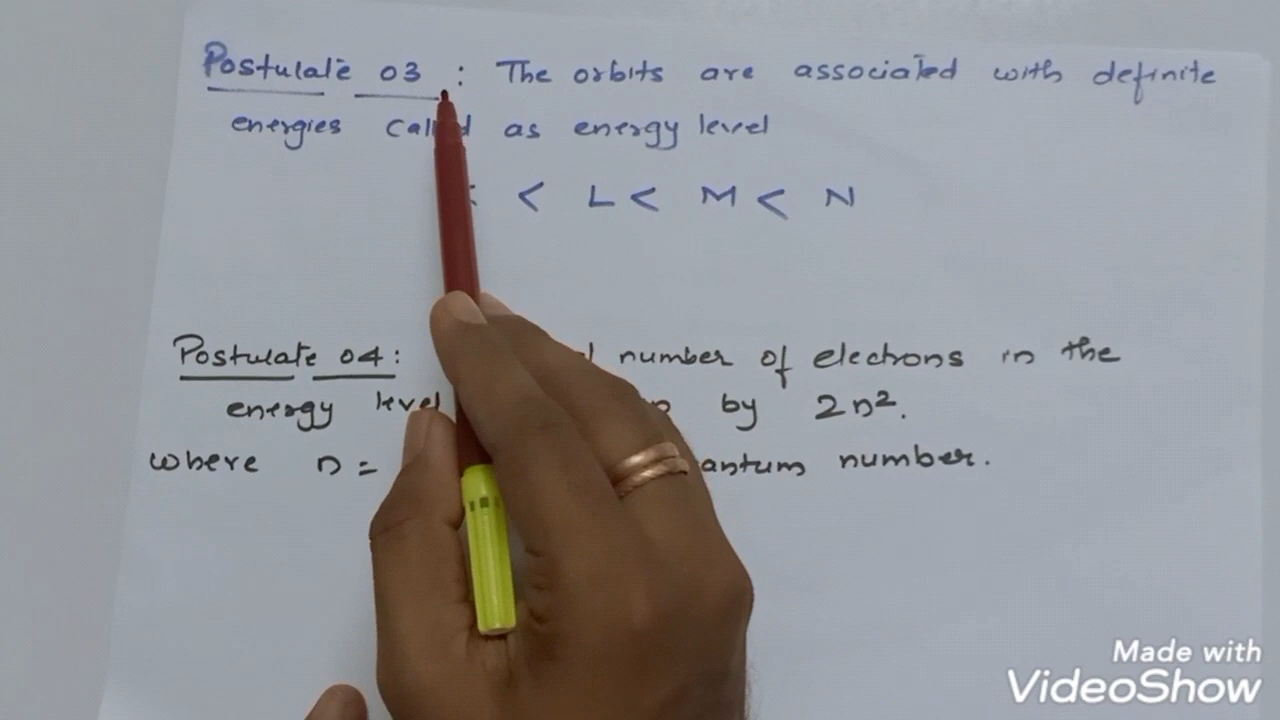 Postulate 03 : The orbits are associated with definite
energies called as energy level
< L < M < N
Postulate 04 : number of electrons in the
energy level by 2n².
where n = number.
Made with
VideoShow